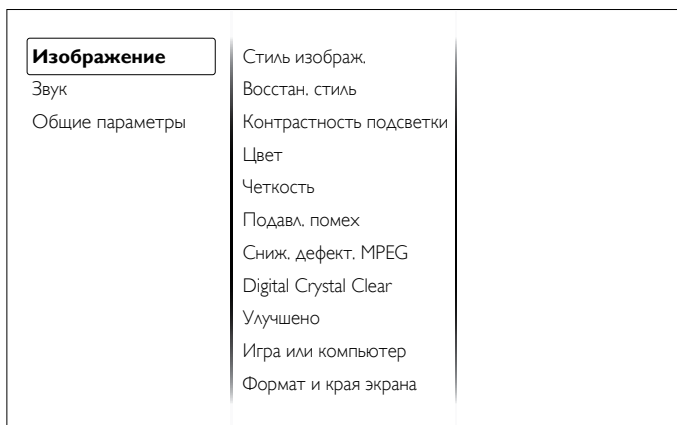 Изображение
Звук
Общие параметры
Стиль изображ.
Восстан. стиль
Контрастность подсветки
Цвет
Четкость
Подавл. помех
Сниж. дефект. MPEG
Digital Crystal Clear
Улучшено
Игра или компьютер
Формат и края экрана